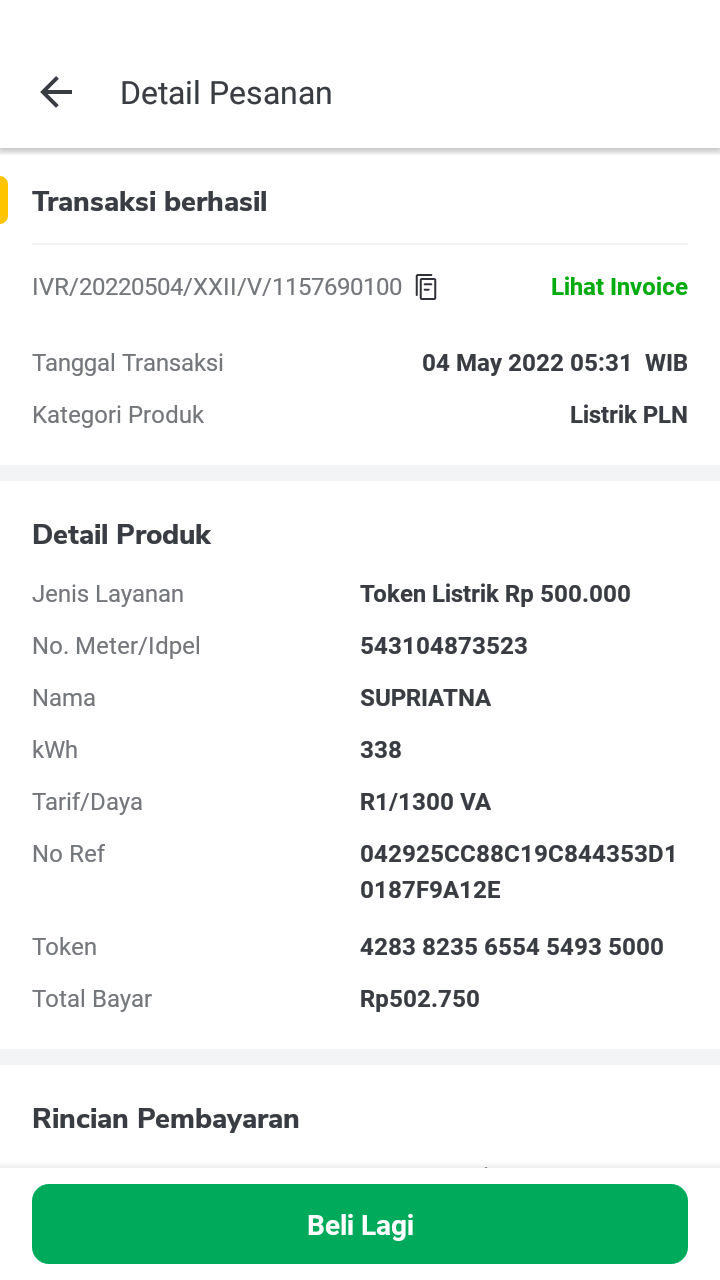 Detail Pesanan
Transaksi berhasil
IVR/20220504/XXII/V/1157690100 Lihat Invoice
Tanggal Transaksi 04 May 2022 05:31 WIB
Kategori Produk Listrik PLN
Detail Produk
Jenis Layanan Token Listrik Rp 500.000
No. Meter/Idpel 543104873523
Nama SUPRIATNA
kWh 338
Tarif/Daya R1/1300 VA
No Ref 042925CC88C19C844353D1
0187F9A12E
Token 4283 8235 6554 5493 5000
Total Bayar Rp502.750
Rincian Pembayaran
Beli Lagi